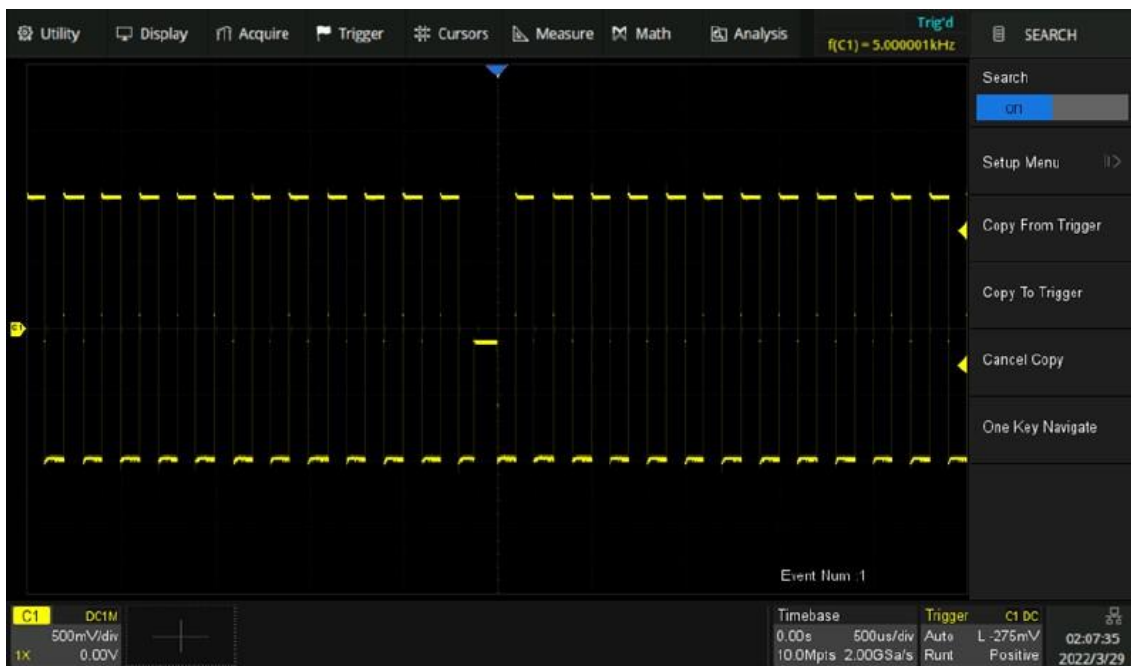 Utility Display Acquire Trigger Cursors Measure Math Analysis
Trig'd
f(C1) = 5.000001kHz
SEARCH
Search
on
Setup Menu
Copy From Trigger
Copy To Trigger
Cancel Copy
One Key Navigate
C1
Event Num :1
C1 DC1M
500mV/div
1X 0.00V
Timebase
0.00s 500us/div
10.0Mpts 2.00GSa/s
Trigger C1 DC
Auto L -275mV
Runt Positive
02:07:35
2022/3/29